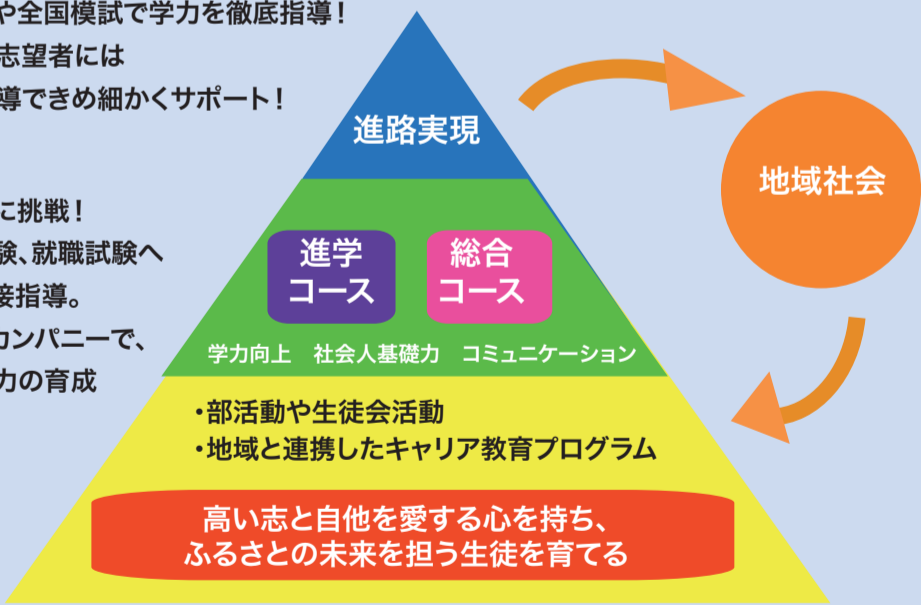 や全国模試で学力を徹底指導！
志望者には
導できめ細かくサポート！
に挑戦！
験、就職試験へ
接指導。
カンパニーで、
力の育成
進路実現
地域社会
進学
コース
総合
コース
学力向上　社会人基礎力　コミュニケーション
・部活動や生徒会活動
・地域と連携したキャリア教育プログラム
高い志と自他を愛する心を持ち、
ふるさとの未来を担う生徒を育てる